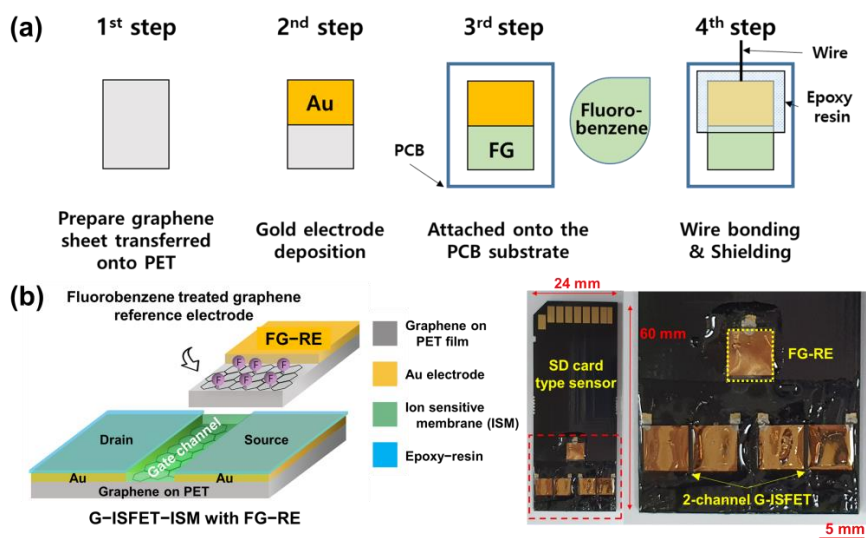 (a)
1st step
2nd step
3rd step
4th step
Wire
Au
Fluoro-
benzene
Epoxy
resin
PCB
FG
Prepare graphene
sheet transferred
onto PET
Gold electrode
deposition
Attached onto the
PCB substrate
Wire bonding
& Shielding
(b)
Fluorobenzene treated graphene
reference electrode
FG−RE
F F F
F F F
Drain
Gate channel
Source
Au
Au
Graphene on PET
G−ISFET−ISM with FG−RE
Graphene on
PET film
Au electrode
Ion sensitive
membrane (ISM)
Epoxy−resin
24 mm
60 mm
SD card
type sensor
FG-RE
2-channel G-ISFET
5 mm